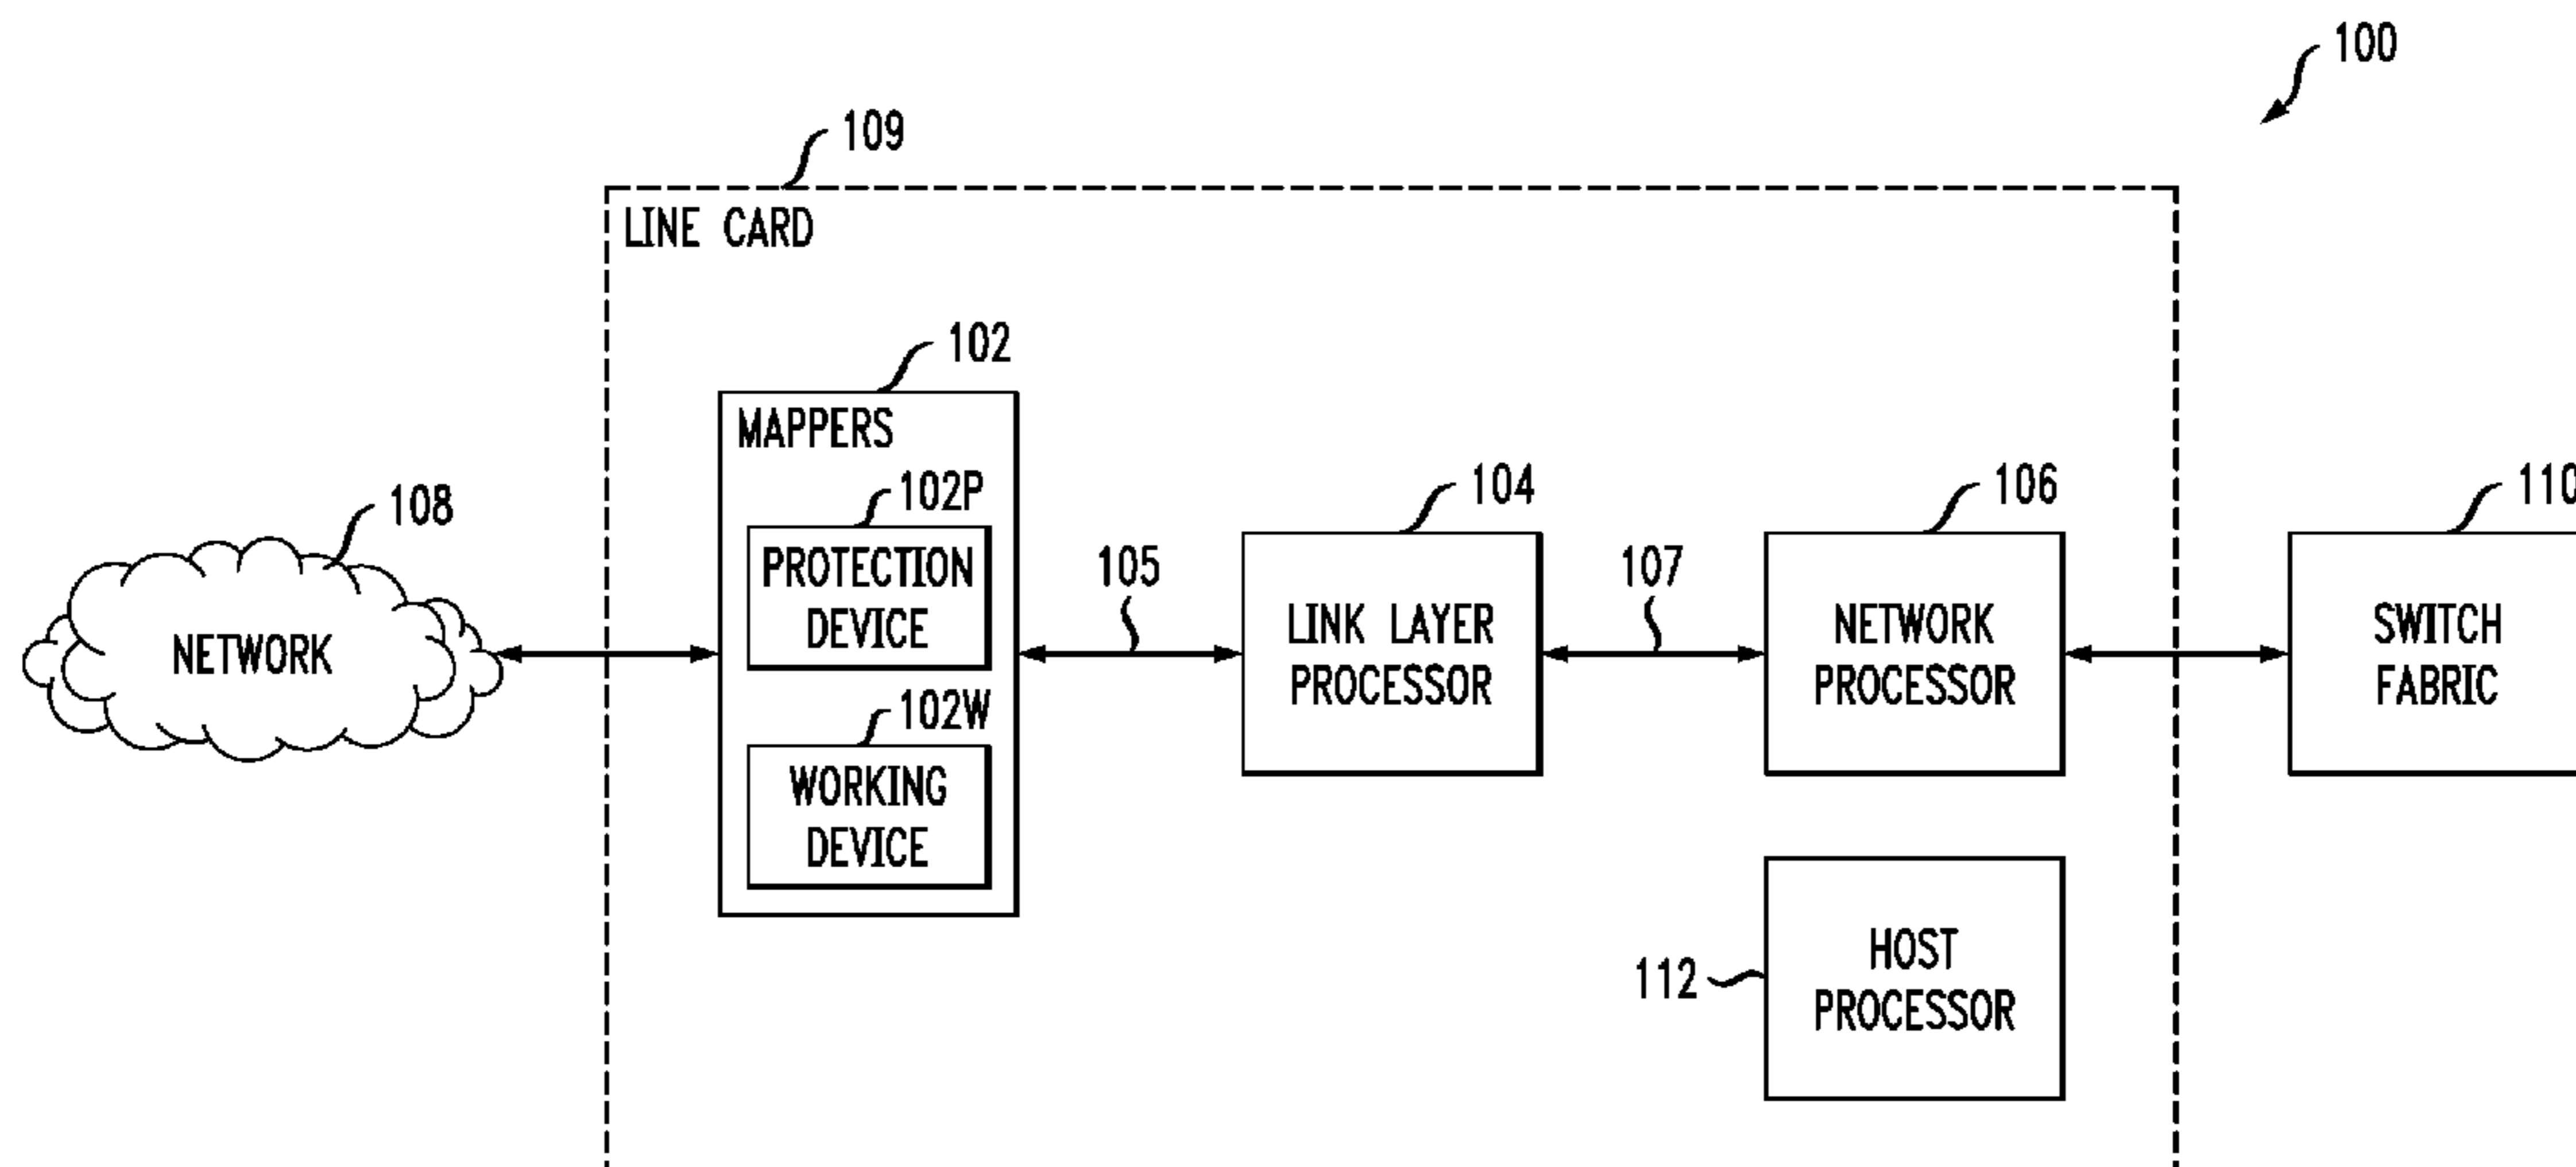 100
109
LINE CARD
102
MAPPERS
102P
PROTECTION
DEVICE
102W
WORKING
DEVICE
108
NETWORK
105
104
LINK LAYER
PROCESSOR
107
106
NETWORK
PROCESSOR
110
SWITCH
FABRIC
112
HOST
PROCESSOR